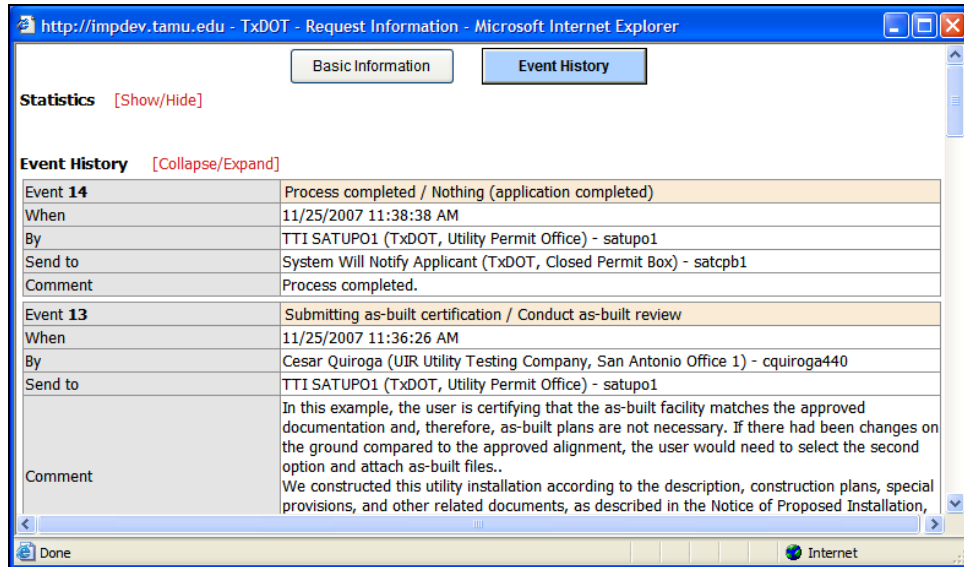 http://impdev.tamu.edu - TxDOT - Request Information - Microsoft Internet Explorer
Basic Information Event History
Statistics [Show/Hide]
Event History [Collapse/Expand]
Event 14 Process completed / Nothing (application completed)
When 11/25/2007 11:38:38 AM
By TTI SATUPO1 (TxDOT, Utility Permit Office) - satupo1
Send to System Will Notify Applicant (TxDOT, Closed Permit Box) - satcpb1
Comment Process completed.
Event 13 Submitting as-built certification / Conduct as-built review
When 11/25/2007 11:36:26 AM
By Cesar Quiroga (UIR Utility Testing Company, San Antonio Office 1) - cquiroga440
Send to TTI SATUPO1 (TxDOT, Utility Permit Office) - satupo1
In this example, the user is certifying that the as-built facility matches the approved
documentation and, therefore, as-built plans are not necessary. If there had been changes on
the ground compared to the approved alignment, the user would need to select the second
option and attach as-built files..
Comment
We constructed this utility installation according to the description, construction plans, special
provisions, and other related documents, as described in the Notice of Proposed Installation,
Done Internet